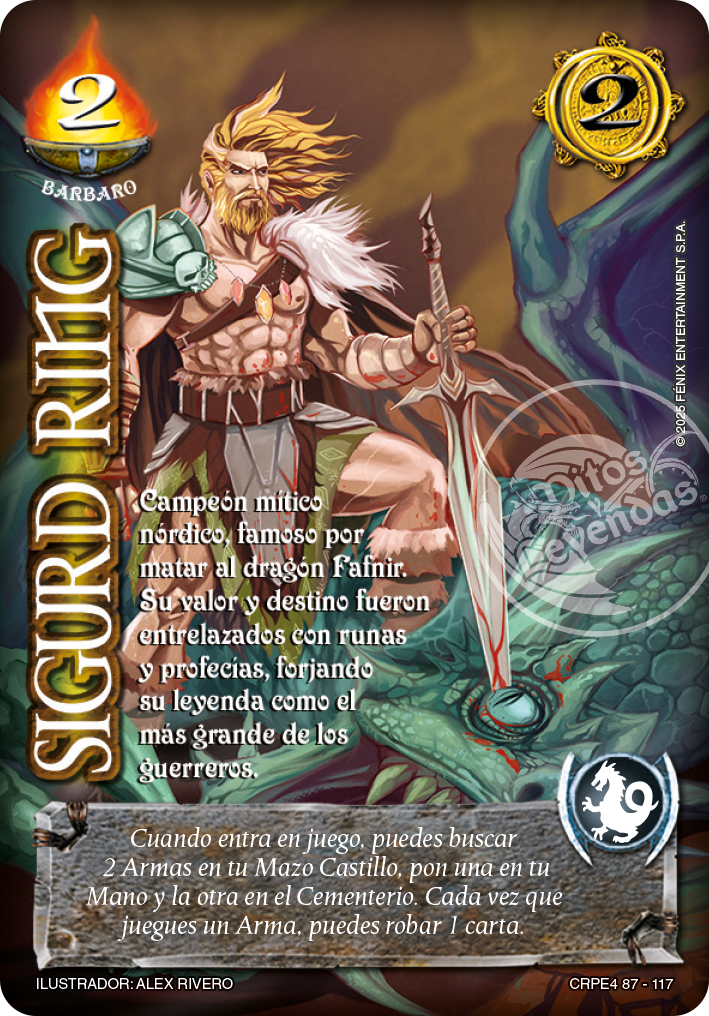 2
2
BARBARO
SIGURD RING
© 2025 FÉNIX ENTERTAINMENT S.P.A.
Mitos
y
Leyendas®
Campeón mítico
nórdico, famoso por
matar al dragón Fafnir.
Su valor y destino fueron
entrelazados con runas
y profecías, forjando
su leyenda como el
más grande de los
guerreros.
Cuando entra en juego, puedes buscar
2 Armas en tu Mazo Castillo, pon una en tu
Mano y la otra en el Cementerio. Cada vez que
juegues un Arma, puedes robar 1 carta.
ILUSTRADOR: ALEX RIVERO
CRPE4 87 - 117